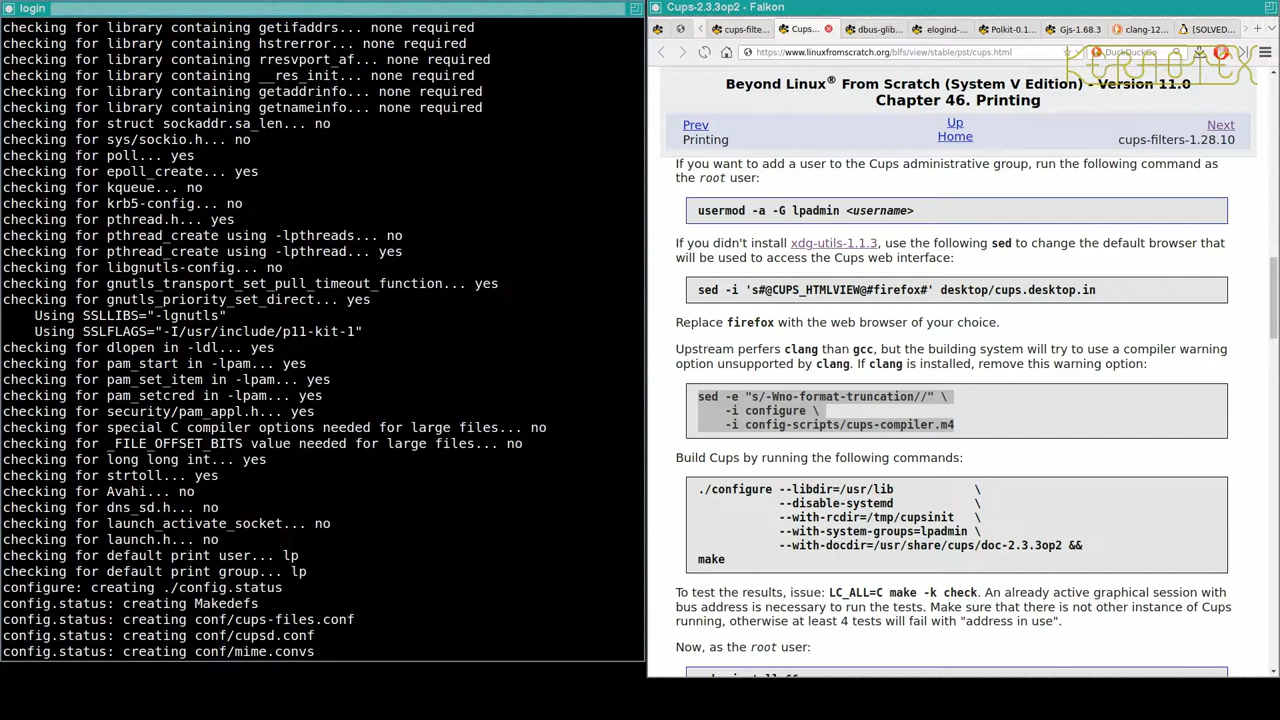 login
checking for library containing getifaddrs... none required
checking for library containing hstrerror... none required
checking for library containing rresvport_af... none required
checking for library containing __res_init... none required
checking for library containing getaddrinfo... none required
checking for library containing getnameinfo... none required
checking for struct sockaddr.sa_len... no
checking for sys/sockio.h... no
checking for poll... yes
checking for epoll_create... yes
checking for kqueue... no
checking for krb5-config... no
checking for pthread.h... yes
checking for pthread_create using -lpthreads... no
checking for pthread_create using -lpthread... yes
checking for libgnutls-config... no
checking for gnutls_transport_set_pull_timeout_function... yes
checking for gnutls_priority_set_direct... yes
    Using SSLLIBS="-lgnutls"
    Using SSLFLAGS="-I/usr/include/p11-kit-1"
checking for dlopen in -ldl... yes
checking for pam_start in -lpam... yes
checking for pam_set_item in -lpam... yes
checking for pam_setcred in -lpam... yes
checking for security/pam_appl.h... yes
checking for special C compiler options needed for large files... no
checking for _FILE_OFFSET_BITS value needed for large files... no
checking for long long int... yes
checking for strtoll... yes
checking for Avahi... no
checking for dns_sd.h... no
checking for launch_activate_socket... no
checking for launch.h... no
checking for default print user... lp
checking for default print group... lp
configure: creating ./config.status
config.status: creating Makedefs
config.status: creating conf/cups-files.conf
config.status: creating conf/cupsd.conf
config.status: creating conf/mime.convs
Cups-2.3.3op2 - Falkon
cups-filte... Cups... dbus-glib... elogind-... Polkit-0.1... Gjs-1.68.3 clang-12... [SOLVED...
https://www.linuxfromscratch.org/blfs/view/stable/pst/cups.html DuckDuckGo
KERNOTEX
Beyond Linux® From Scratch (System V Edition) - Version 11.0
Chapter 46. Printing
Prev Up Next
Printing Home cups-filters-1.28.10
If you want to add a user to the Cups administrative group, run the following command as
the root user:
usermod -a -G lpadmin <username>
If you didn't install xdg-utils-1.1.3, use the following sed to change the default browser that
will be used to access the Cups web interface:
sed -i 's#@CUPS_HTMLVIEW@#firefox#' desktop/cups.desktop.in
Replace firefox with the web browser of your choice.
Upstream perfers clang than gcc, but the building system will try to use a compiler warning
option unsupported by clang. If clang is installed, remove this warning option:
sed -e "s/-Wno-format-truncation//" \
    -i configure \
    -i config-scripts/cups-compiler.m4
Build Cups by running the following commands:
./configure --libdir=/usr/lib \
            --disable-systemd \
            --with-rcdir=/tmp/cupsinit \
            --with-system-groups=lpadmin \
            --with-docdir=/usr/share/cups/doc-2.3.3op2 &&
make
To test the results, issue: LC_ALL=C make -k check. An already active graphical session with
bus address is necessary to run the tests. Make sure that there is not other instance of Cups
running, otherwise at least 4 tests will fail with "address in use".
Now, as the root user: